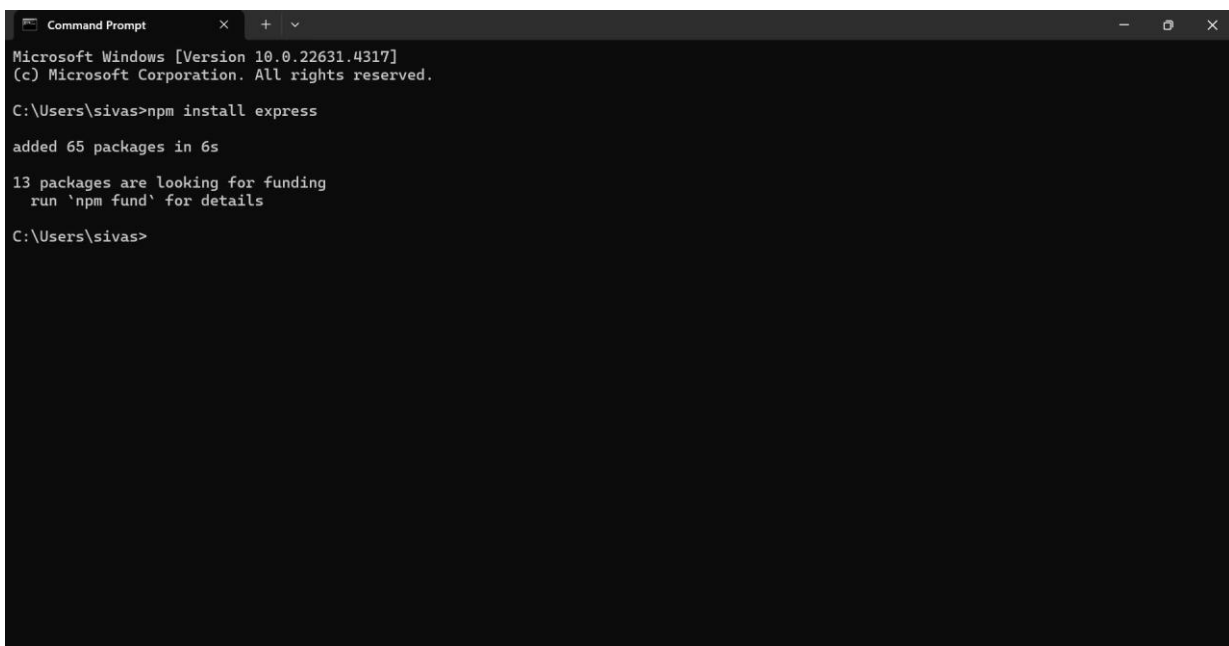 Command Prompt
Microsoft Windows [Version 10.0.22631.4317]
(c) Microsoft Corporation. All rights reserved.
C:\Users\sivas>npm install express
added 65 packages in 6s
13 packages are looking for funding
  run `npm fund` for details
C:\Users\sivas>